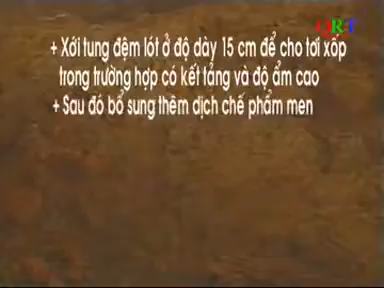 QRT
+ Xới tung đệm lót ở độ dày 15 cm để cho tơi xốp
trong trường hợp có kết tảng và độ ẩm cao
+ Sau đó bổ sung thêm dịch chế phẩm men